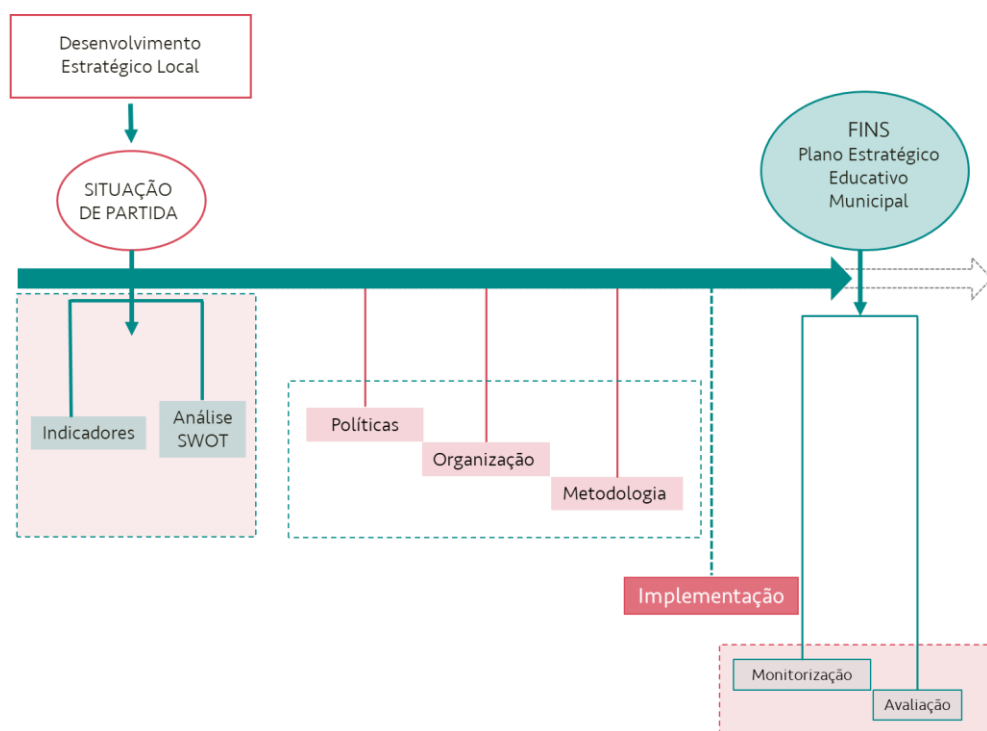 Desenvolvimento
Estratégico Local
SITUAÇÃO
DE PARTIDA
FINS
Plano Estratégico
Educativo
Municipal
Indicadores
Análise
SWOT
Políticas
Organização
Metodologia
Implementação
Monitorização
Avaliação